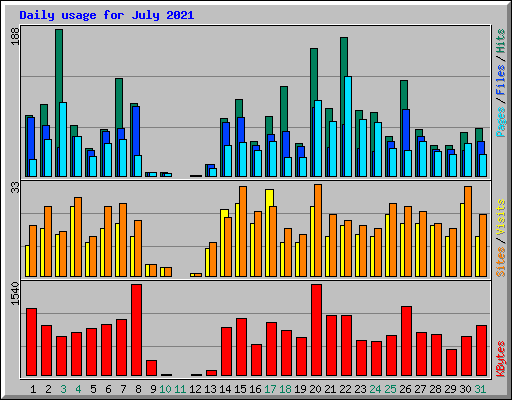 Daily usage for July 2021
188
Pages / Files / Hits
33
Sites / Visits
1540
KBytes
1 2 3 4 5 6 7 8 9 10 11 12 13 14 15 16 17 18 19 20 21 22 23 24 25 26 27 28 29 30 31